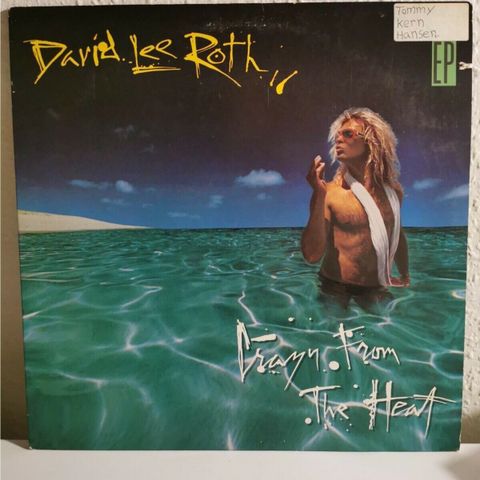 David Lee Roth
Tommy
Kern
Hansen
EP
Crazy From
The Heat